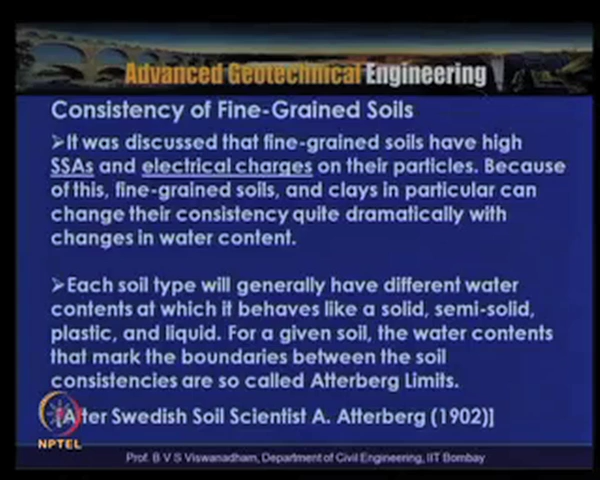 Advanced Geotechnical Engineering
Consistency of Fine-Grained Soils
➢It was discussed that fine-grained soils have high
SSAs and electrical charges on their particles. Because
of this, fine-grained soils, and clays in particular can
change their consistency quite dramatically with
changes in water content.
➢Each soil type will generally have different water
contents at which it behaves like a solid, semi-solid,
plastic, and liquid. For a given soil, the water contents
that mark the boundaries between the soil
consistencies are so called Atterberg Limits.
[After Swedish Soil Scientist A. Atterberg (1902)]
NPTEL
Prof. B V S Viswanadham, Department of Civil Engineering, IIT Bombay